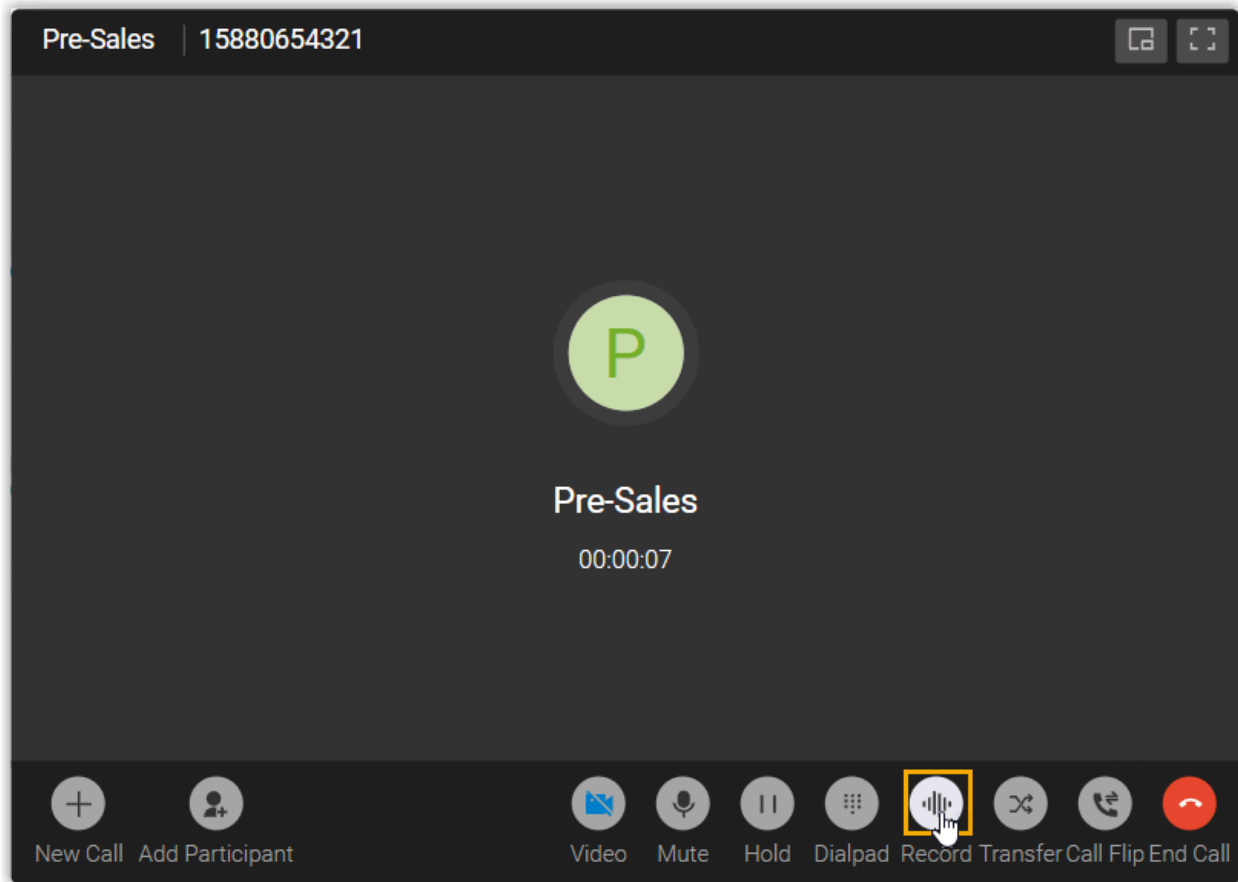 Pre-Sales 15880654321
P
Pre-Sales
00:00:07
New Call Add Participant Video Mute Hold Dialpad Record Transfer Call Flip End Call